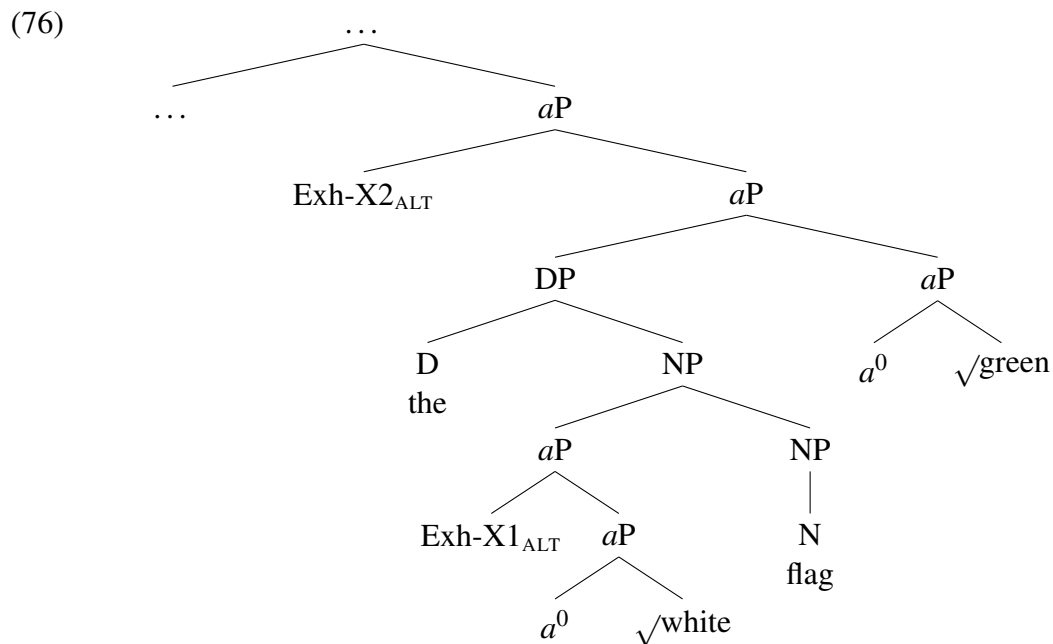 (76) …
… aP
Exh-X2ALT aP
DP aP
D NP a0 √green
the
aP NP
Exh-X1ALT aP N
flag
a0 √white